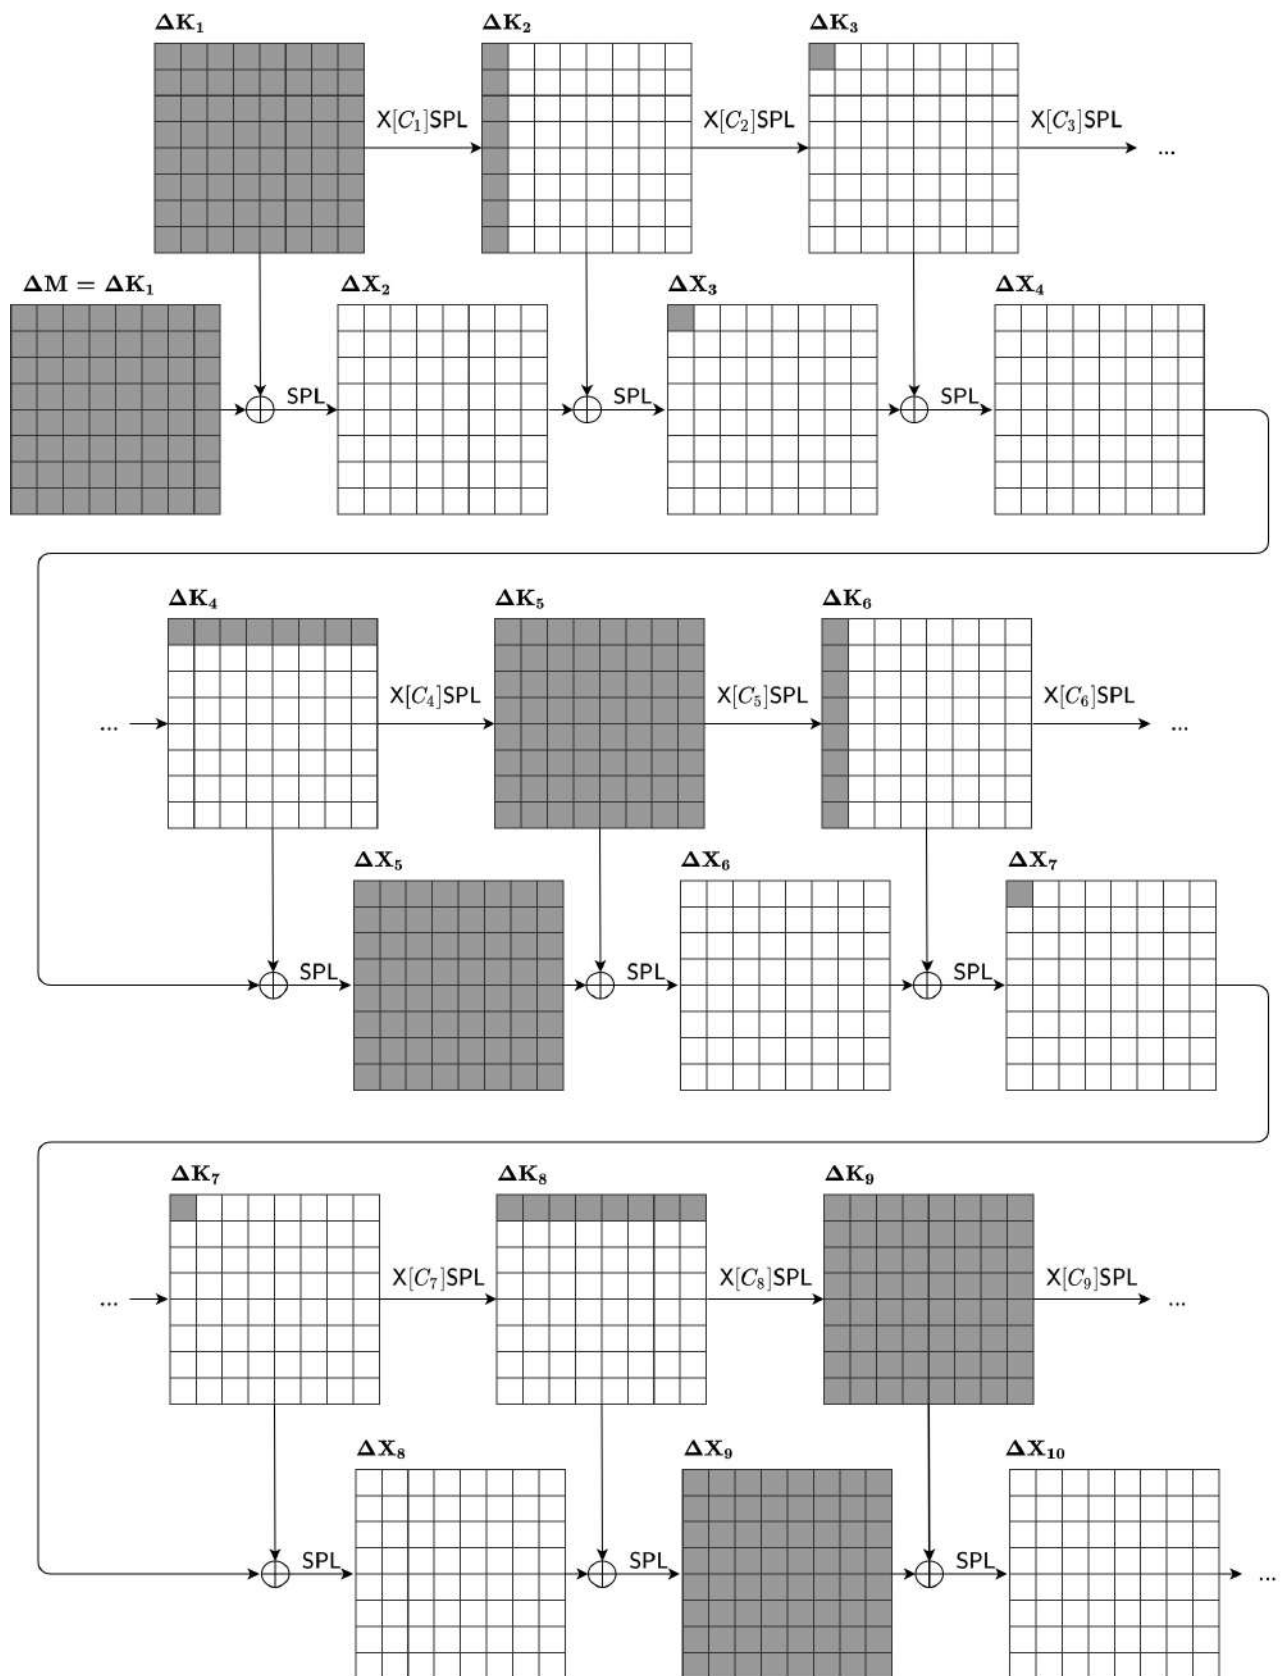 ΔK₁ ΔK₂ ΔK₃
X[C₁]SPL X[C₂]SPL X[C₃]SPL
...
ΔM = ΔK₁ ΔX₂ ΔX₃ ΔX₄
SPL SPL SPL
ΔK₄ ΔK₅ ΔK₆
... X[C₄]SPL X[C₅]SPL X[C₆]SPL ...
ΔX₅ ΔX₆ ΔX₇
SPL SPL SPL
ΔK₇ ΔK₈ ΔK₉
... X[C₇]SPL X[C₈]SPL X[C₉]SPL ...
ΔX₈ ΔX₉ ΔX₁₀
SPL SPL SPL ...